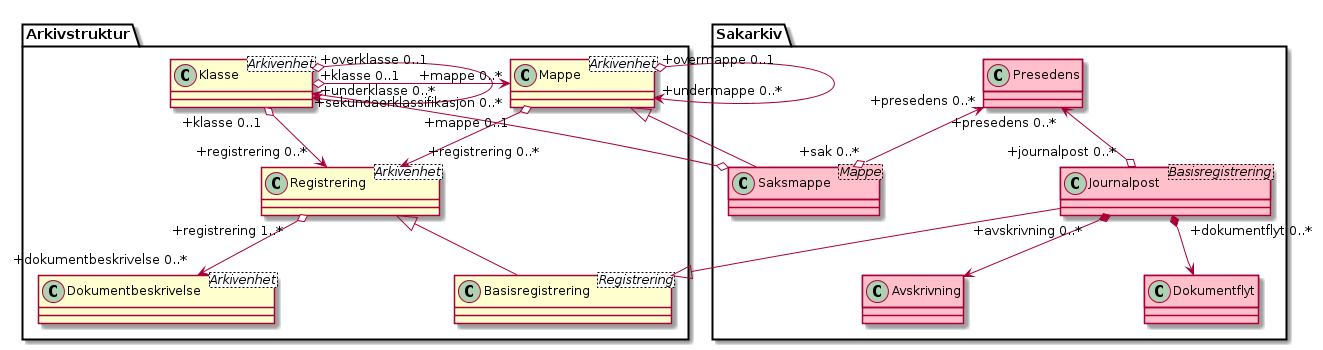 Arkivstruktur
Sakarkiv
C Klasse Arkivenhet
+overklasse 0..1
C Mappe Arkivenhet
+overmappe 0..1
C Presedens
+klasse 0..1
+mappe 0..*
+underklasse 0..*
+undermappe 0..*
+sekundaerklassifikasjon 0..*
+presedens 0..*
+klasse 0..1
+mappe 0..1
+presedens 0..*
+registrering 0..*
+registrering 0..*
+sak 0..*
+journalpost 0..*
C Registrering Arkivenhet
C Saksmappe Mappe
C Journalpost Basisregistrering
+registrering 1..*
+avskrivning 0..*
+dokumentflyt 0..*
+dokumentbeskrivelse 0..*
C Dokumentbeskrivelse Arkivenhet
C Basisregistrering Registrering
C Avskrivning
C Dokumentflyt